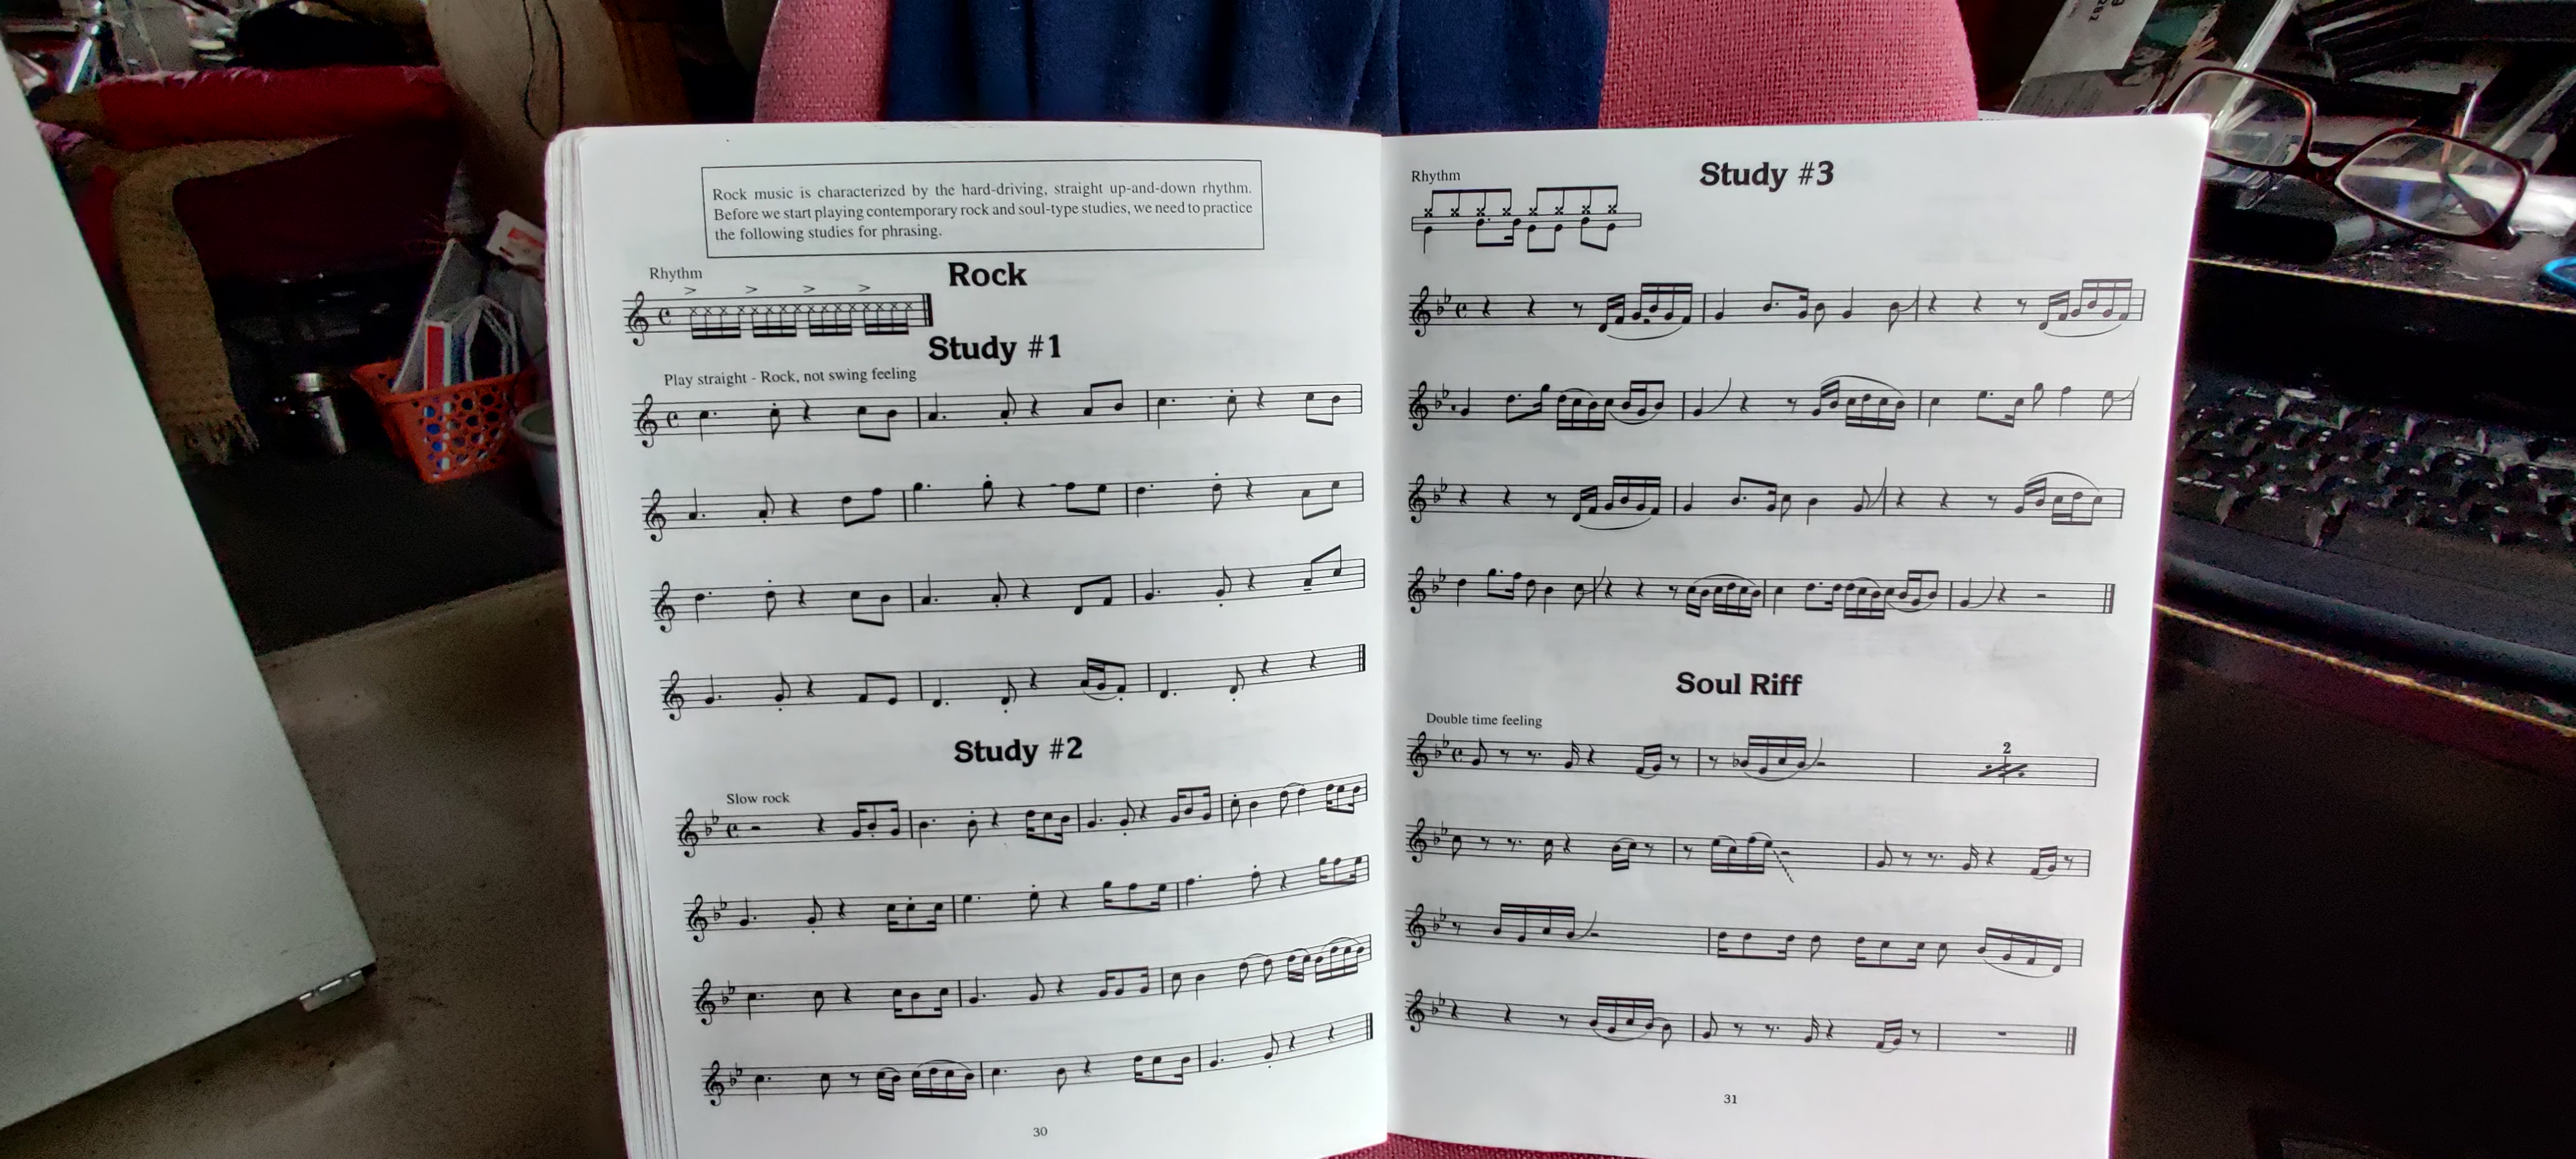 Rock music is characterized by the hard-driving, straight up-and-down rhythm.
Before we start playing contemporary rock and soul-type studies, we need to practice
the following studies for phrasing.
Rhythm
Rock
Study #1
Play straight - Rock, not swing feeling
Study #2
Slow rock
30
Rhythm
Study #3
Soul Riff
Double time feeling
2
31